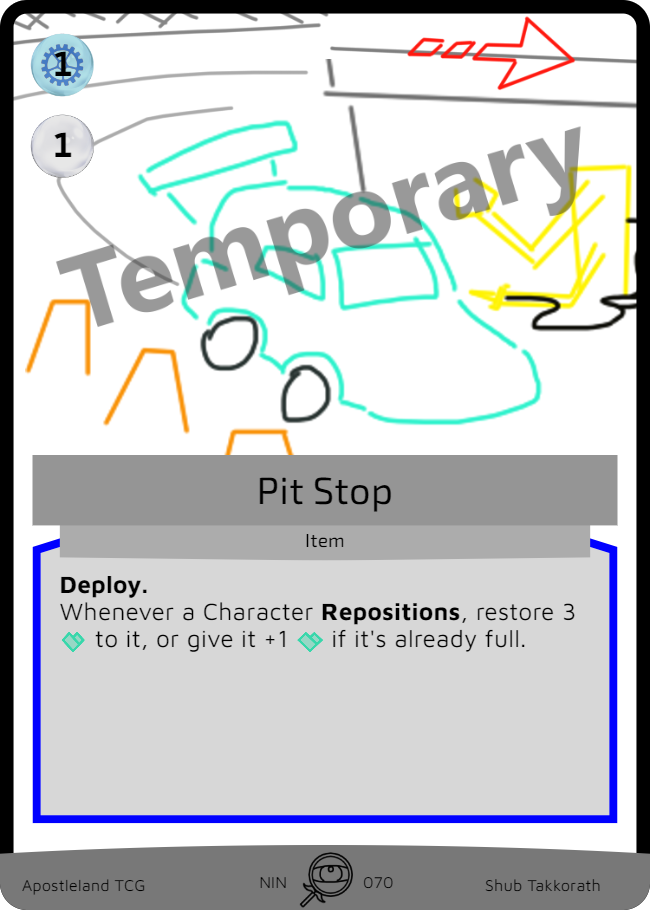 1
1
Temporary
Pit Stop
Item
Deploy.
Whenever a Character Repositions, restore 3
to it, or give it +1 if it's already full.
Apostleland TCG NIN 070 Shub Takkorath